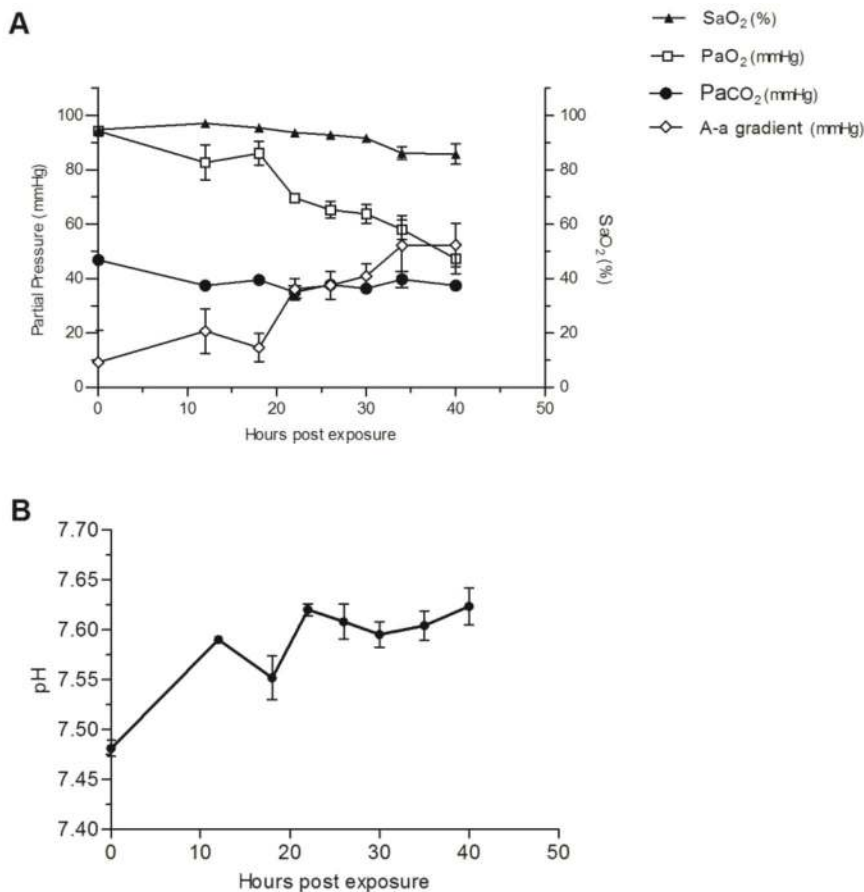 A
SaO2 (%)
PaO2 (mmHg)
PaCO2 (mmHg)
A-a gradient (mmHg)
Partial Pressure (mmHg)
100
80
60
40
20
0
100
80
60
40
20
0
SaO2 (%)
0 10 20 30 40 50
Hours post exposure
B
pH
7.70
7.65
7.60
7.55
7.50
7.45
7.40
0 10 20 30 40 50
Hours post exposure